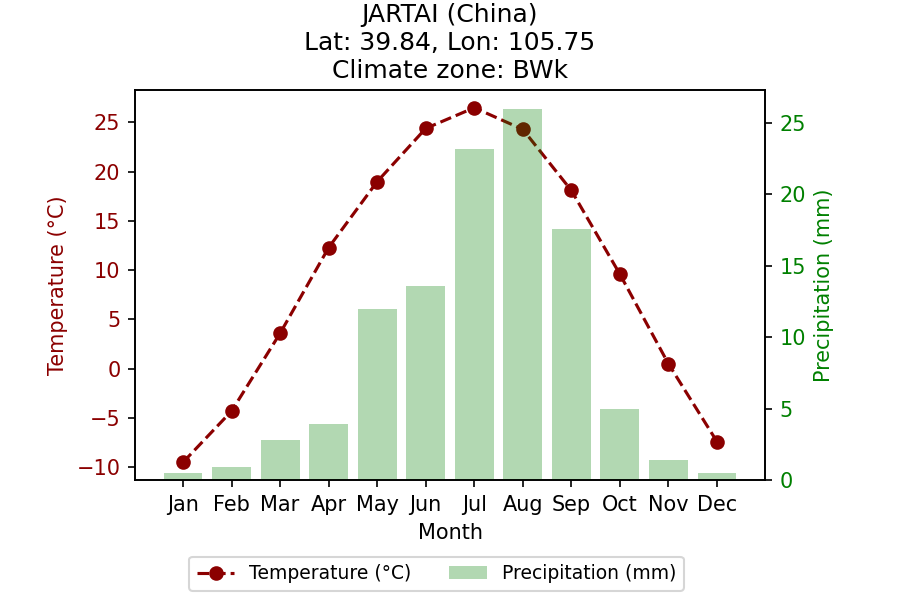 JARTAI (China)
Lat: 39.84, Lon: 105.75
Climate zone: BWk
Temperature (°C)
25
20
15
10
5
0
−5
−10
25
20
15
10
5
0
Precipitation (mm)
Jan Feb Mar Apr May Jun Jul Aug Sep Oct Nov Dec
Month
Temperature (°C) Precipitation (mm)